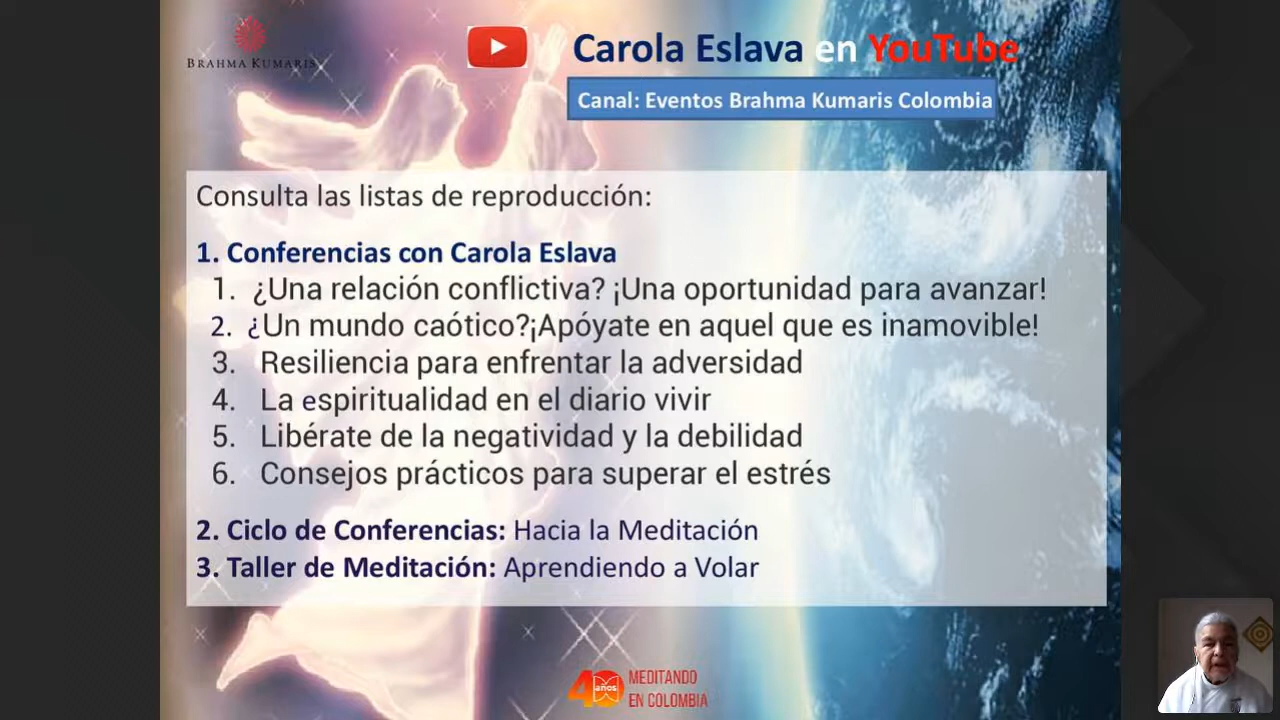 BRAHMA KUMARIS
Carola Eslava en YouTube
Canal: Eventos Brahma Kumaris Colombia
Consulta las listas de reproducción:
1. Conferencias con Carola Eslava
1. ¿Una relación conflictiva? ¡Una oportunidad para avanzar!
2. ¿Un mundo caótico?¡Apóyate en aquel que es inamovible!
3. Resiliencia para enfrentar la adversidad
4. La espiritualidad en el diario vivir
5. Libérate de la negatividad y la debilidad
6. Consejos prácticos para superar el estrés
2. Ciclo de Conferencias: Hacia la Meditación
3. Taller de Meditación: Aprendiendo a Volar
40 años MEDITANDO
EN COLOMBIA